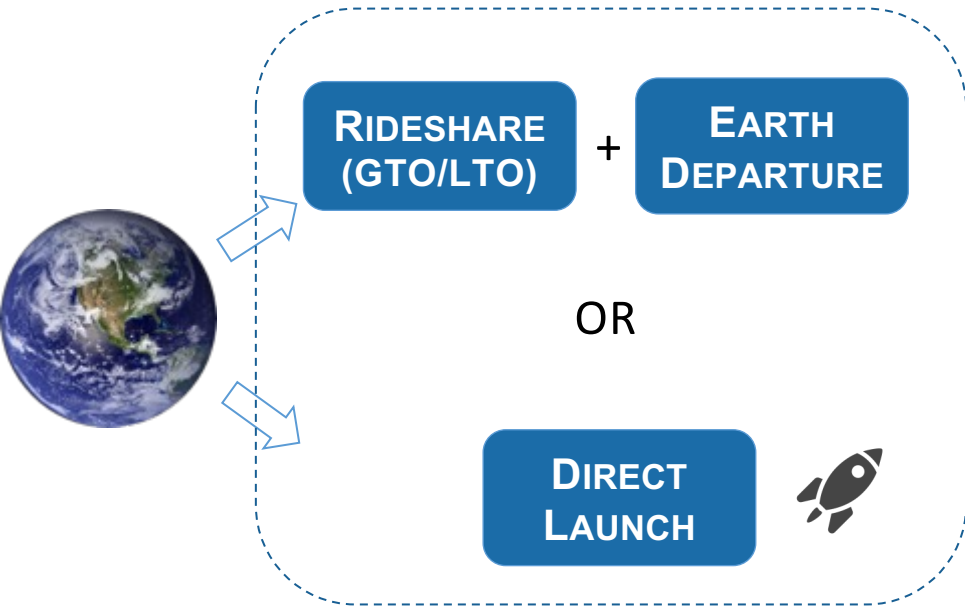 RIDESHARE
(GTO/LTO)
+
EARTH
DEPARTURE
OR
DIRECT
LAUNCH